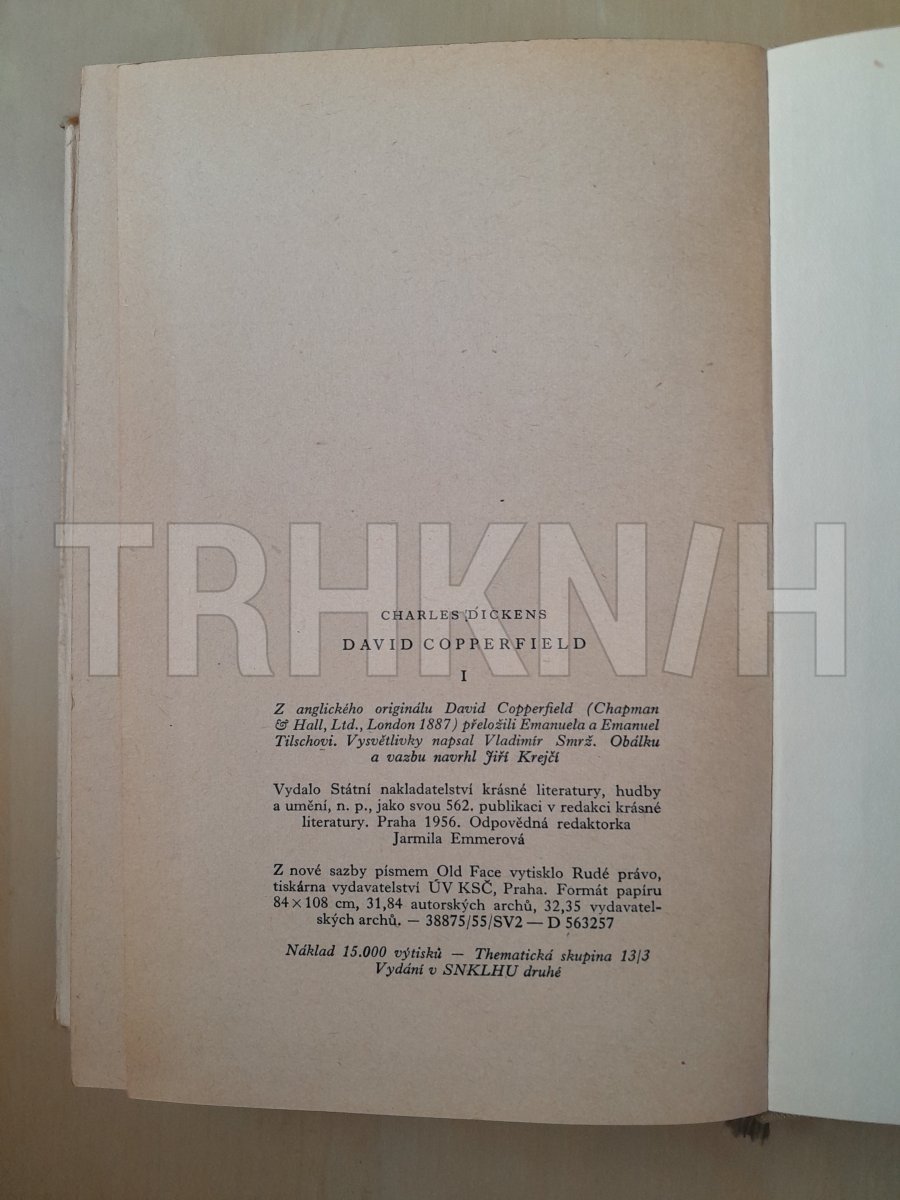 TRHKN/H
CHARLES DICKENS
DAVID COPPERFIELD
I
Z anglického originálu David Copperfield (Chapman
& Hall, Ltd., London 1887) přeložili Emanuela a Emanuel
Tilschovi. Vysvětlivky napsal Vladimír Smrž. Obálku
a vazbu navrhl Jiří Krejčí
Vydalo Státní nakladatelství krásné literatury, hudby
a umění, n. p., jako svou 562. publikaci v redakci krásné
literatury. Praha 1956. Odpovědná redaktorka
Jarmila Emmerová
Z nové sazby písmem Old Face vytisklo Rudé právo,
tiskárna vydavatelství ÚV KSČ, Praha. Formát papíru
84×108 cm, 31,84 autorských archů, 32,35 vydavatel-
ských archů. — 38875/55/SV2 — D 563257
Náklad 15.000 výtisků — Thematická skupina 13/3
Vydání v SNKLHU druhé